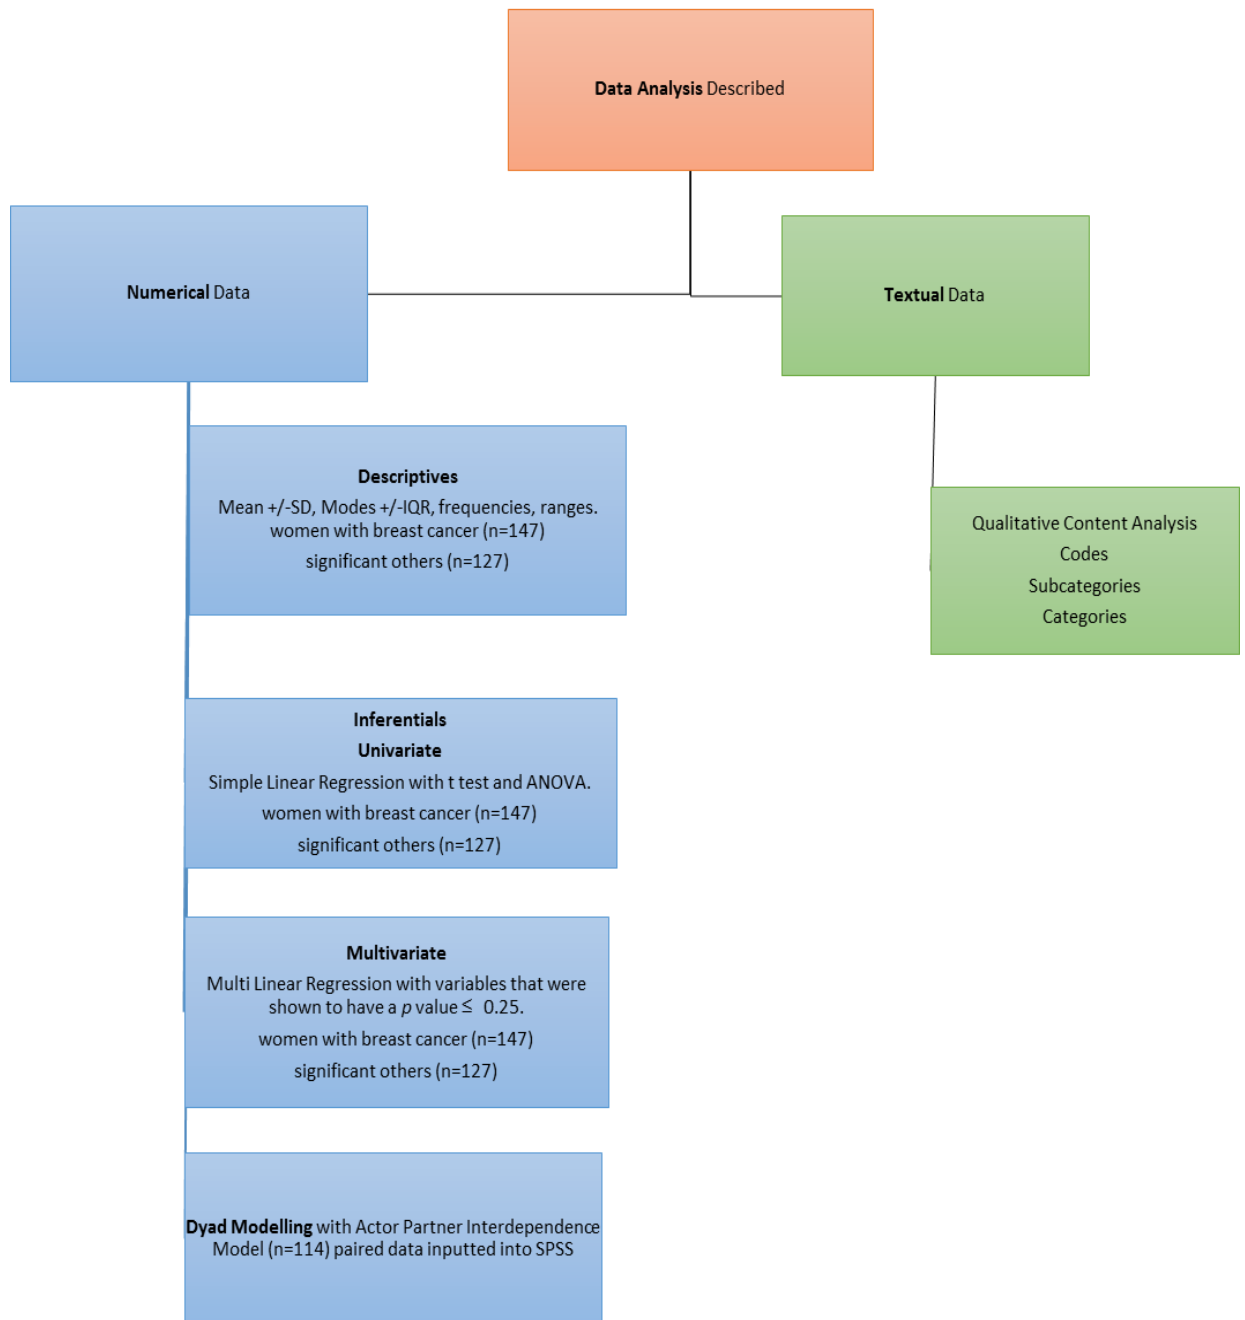 Data Analysis Described
Numerical Data
Textual Data
Descriptives
Mean +/-SD, Modes +/-IQR, frequencies, ranges.
women with breast cancer (n=147)
significant others (n=127)
Qualitative Content Analysis
Codes
Subcategories
Categories
Inferentials
Univariate
Simple Linear Regression with t test and ANOVA.
women with breast cancer (n=147)
significant others (n=127)
Multivariate
Multi Linear Regression with variables that were
shown to have a p value ≤ 0.25.
women with breast cancer (n=147)
significant others (n=127)
Dyad Modelling with Actor Partner Interdependence
Model (n=114) paired data inputted into SPSS